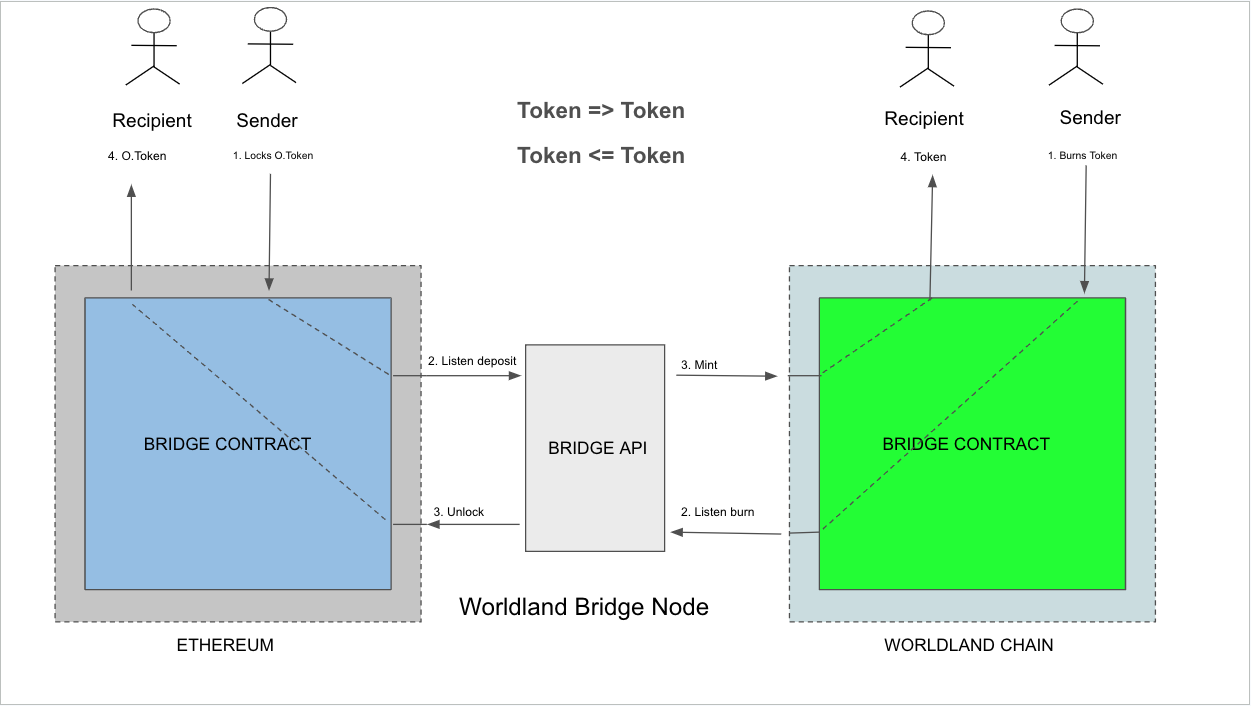 Recipient
Sender
4. O.Token
1. Locks O.Token
Token => Token
Token <= Token
Recipient
Sender
4. Token
1. Burns Token
2. Listen deposit
3. Mint
BRIDGE CONTRACT
BRIDGE API
BRIDGE CONTRACT
3. Unlock
2. Listen burn
Worldland Bridge Node
ETHEREUM
WORLDLAND CHAIN